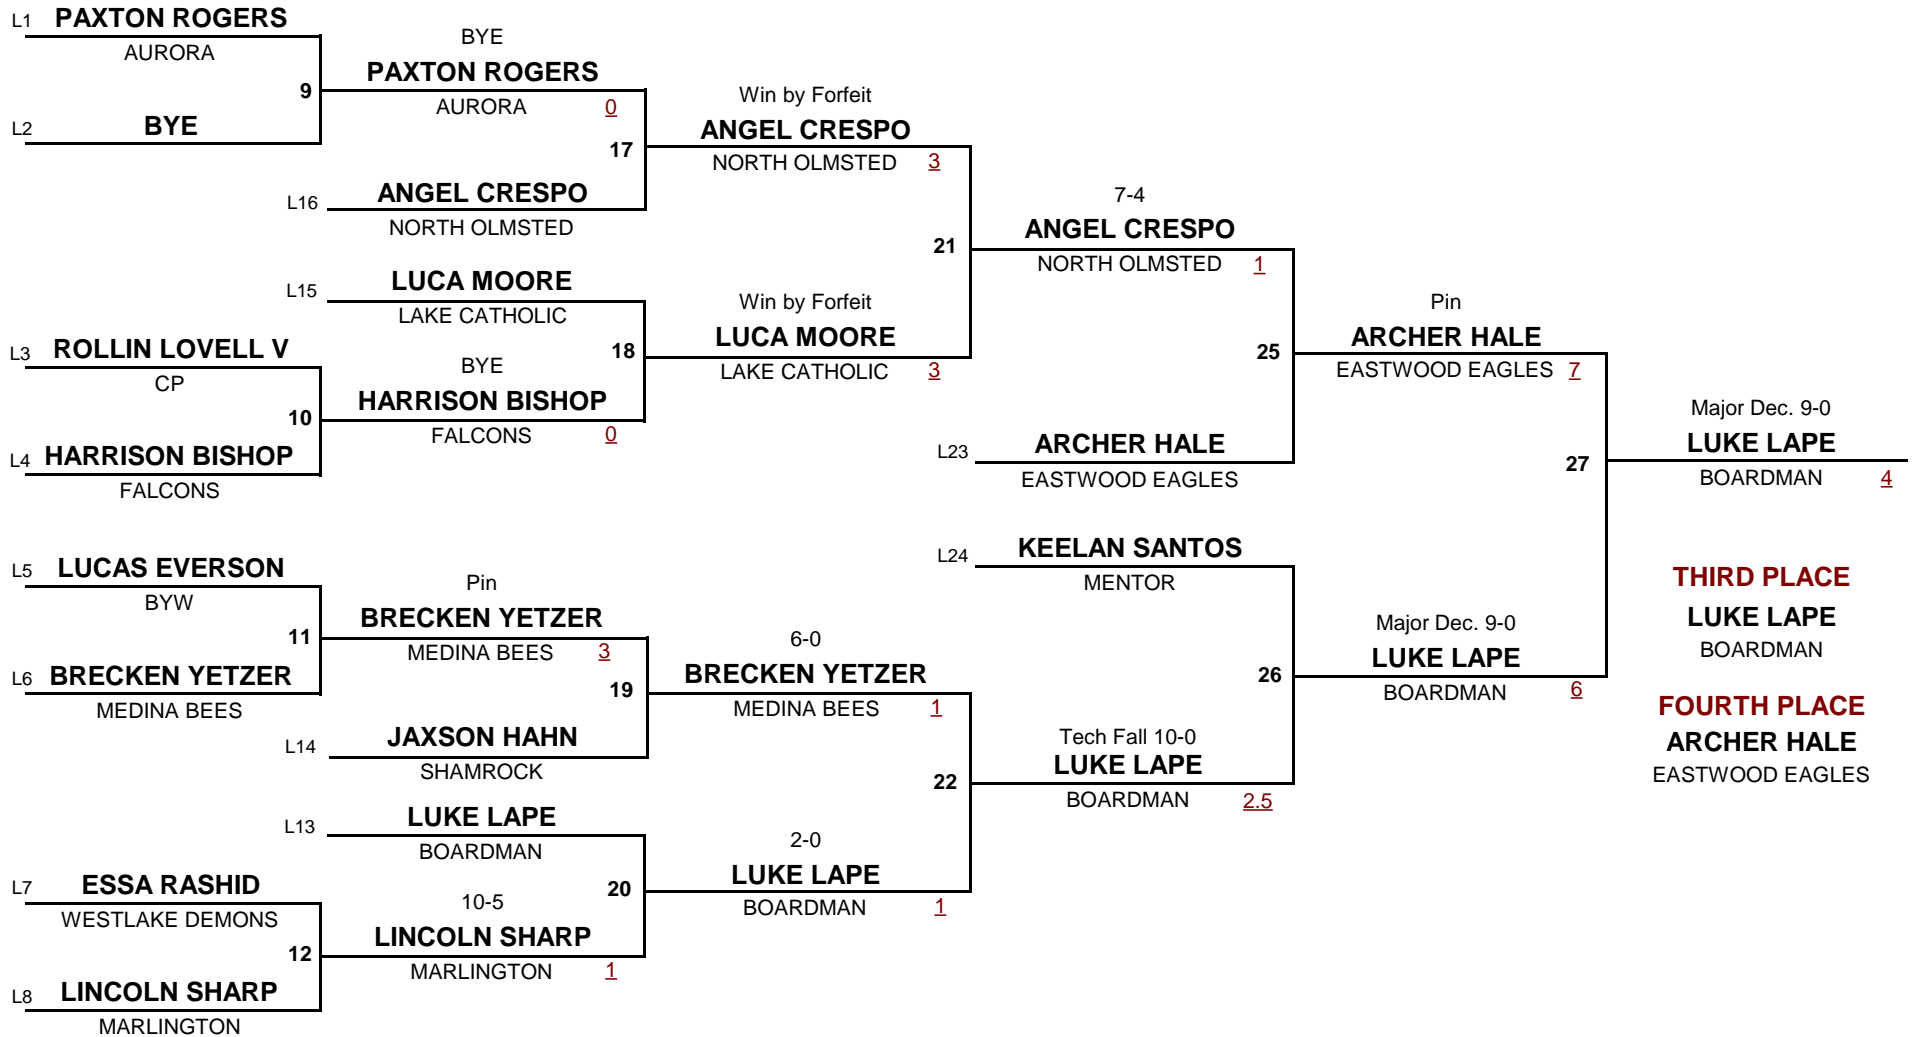 L1 PAXTON ROGERS
AURORA
9
L2 BYE
BYE
PAXTON ROGERS
AURORA 0
17
L16 ANGEL CRESPO
NORTH OLMSTED
Win by Forfeit
ANGEL CRESPO
NORTH OLMSTED 3
21
L15 LUCA MOORE
LAKE CATHOLIC
18
L3 ROLLIN LOVELL V
CP
10
L4 HARRISON BISHOP
FALCONS
BYE
HARRISON BISHOP
FALCONS 0
Win by Forfeit
LUCA MOORE
LAKE CATHOLIC 3
7-4
ANGEL CRESPO
NORTH OLMSTED 1
25
L23 ARCHER HALE
EASTWOOD EAGLES
Pin
ARCHER HALE
EASTWOOD EAGLES 7
27
Major Dec. 9-0
LUKE LAPE
BOARDMAN 4
L5 LUCAS EVERSON
BYW
11
L6 BRECKEN YETZER
MEDINA BEES
Pin
BRECKEN YETZER
MEDINA BEES 3
19
L14 JAXSON HAHN
SHAMROCK
6-0
BRECKEN YETZER
MEDINA BEES 1
22
L13 LUKE LAPE
BOARDMAN
20
L7 ESSA RASHID
WESTLAKE DEMONS
12
L8 LINCOLN SHARP
MARLINGTON
10-5
LINCOLN SHARP
MARLINGTON 1
2-0
LUKE LAPE
BOARDMAN 1
L24 KEELAN SANTOS
MENTOR
26
Tech Fall 10-0
LUKE LAPE
BOARDMAN 2.5
Major Dec. 9-0
LUKE LAPE
BOARDMAN 6
THIRD PLACE
LUKE LAPE
BOARDMAN
FOURTH PLACE
ARCHER HALE
EASTWOOD EAGLES